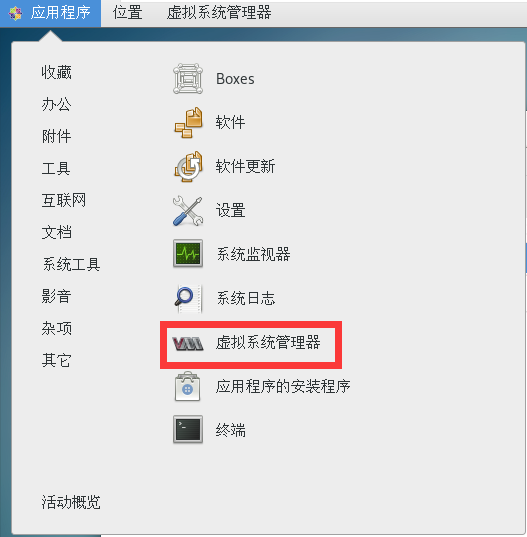 应用程序 位置 虚拟系统管理器
收藏
办公
附件
工具
互联网
文档
系统工具
影音
杂项
其它
活动概览
Boxes
软件
软件更新
设置
系统监视器
系统日志
虚拟系统管理器
应用程序的安装程序
终端